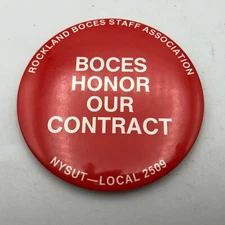 ROCKLAND BOCES STAFF ASSOCIATION
BOCES
HONOR
OUR
CONTRACT
NYSUT—LOCAL 2509